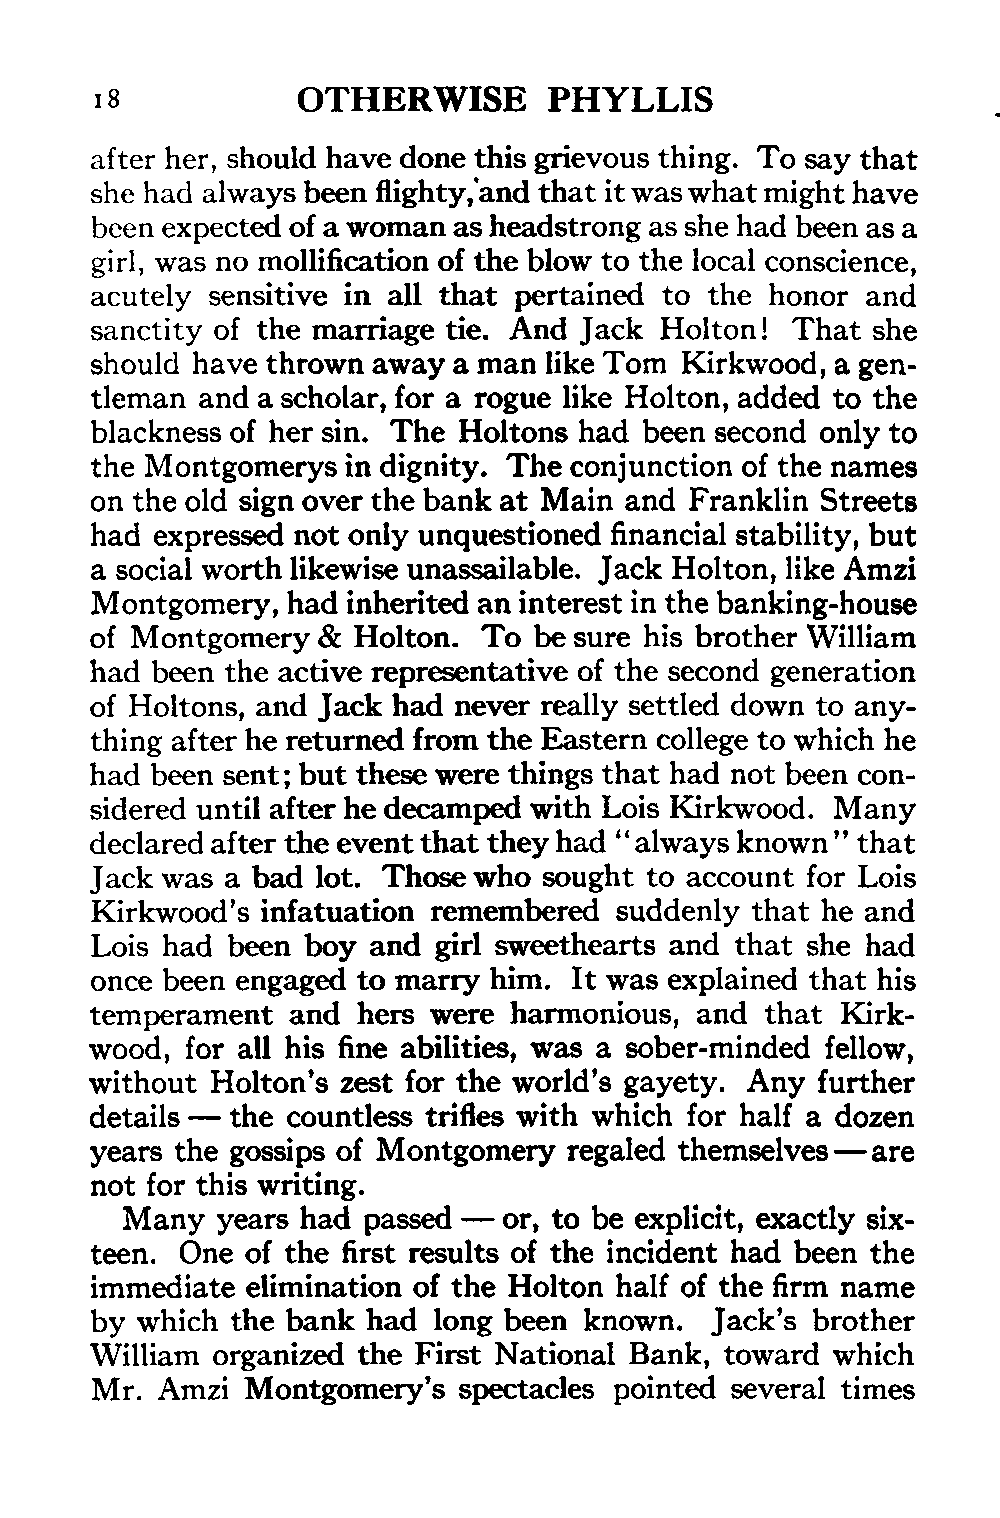 18 OTHERWISE PHYLLIS
after her, should have done this grievous thing. To say that
she had always been flighty, and that it was what might have
been expected of a woman as headstrong as she had been as a
girl, was no mollification of the blow to the local conscience,
acutely sensitive in all that pertained to the honor and
sanctity of the marriage tie. And Jack Holton! That she
should have thrown away a man like Tom Kirkwood, a gen-
tleman and a scholar, for a rogue like Holton, added to the
blackness of her sin. The Holtons had been second only to
the Montgomerys in dignity. The conjunction of the names
on the old sign over the bank at Main and Franklin Streets
had expressed not only unquestioned financial stability, but
a social worth likewise unassailable. Jack Holton, like Amzi
Montgomery, had inherited an interest in the banking-house
of Montgomery & Holton. To be sure his brother William
had been the active representative of the second generation
of Holtons, and Jack had never really settled down to any-
thing after he returned from the Eastern college to which he
had been sent; but these were things that had not been con-
sidered until after he decamped with Lois Kirkwood. Many
declared after the event that they had "always known" that
Jack was a bad lot. Those who sought to account for Lois
Kirkwood's infatuation remembered suddenly that he and
Lois had been boy and girl sweethearts and that she had
once been engaged to marry him. It was explained that his
temperament and hers were harmonious, and that Kirk-
wood, for all his fine abilities, was a sober-minded fellow,
without Holton's zest for the world's gayety. Any further
details — the countless trifles with which for half a dozen
years the gossips of Montgomery regaled themselves — are
not for this writing.
Many years had passed — or, to be explicit, exactly six-
teen. One of the first results of the incident had been the
immediate elimination of the Holton half of the firm name
by which the bank had long been known. Jack's brother
William organized the First National Bank, toward which
Mr. Amzi Montgomery's spectacles pointed several times